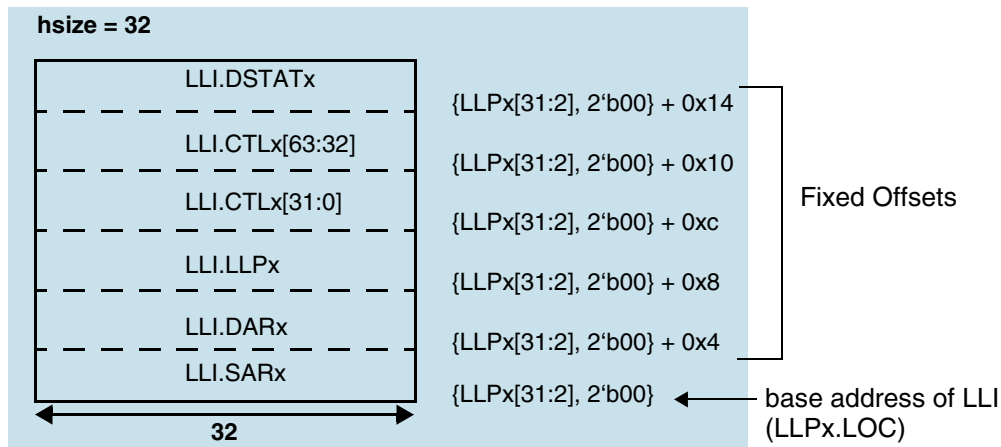 hsize = 32
LLI.DSTATx
{LLPx[31:2], 2‘b00} + 0x14
LLI.CTLx[63:32]
{LLPx[31:2], 2‘b00} + 0x10
LLI.CTLx[31:0]
{LLPx[31:2], 2‘b00} + 0xc
Fixed Offsets
LLI.LLPx
{LLPx[31:2], 2‘b00} + 0x8
LLI.DARx
{LLPx[31:2], 2‘b00} + 0x4
LLI.SARx
{LLPx[31:2], 2‘b00}
base address of LLI
(LLPx.LOC)
32